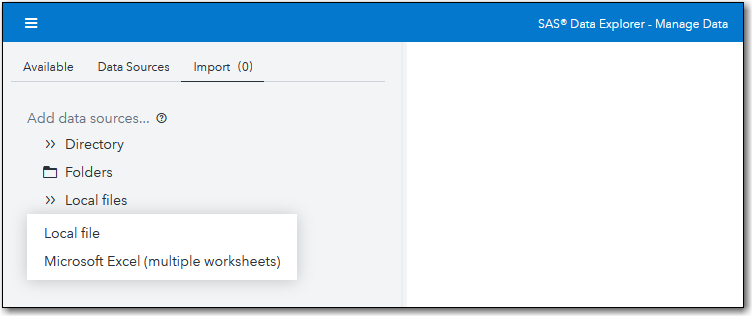 SAS® Data Explorer - Manage Data
Available Data Sources Import (0)
Add data sources... ?
Directory
Folders
Local files
Local file
Microsoft Excel (multiple worksheets)